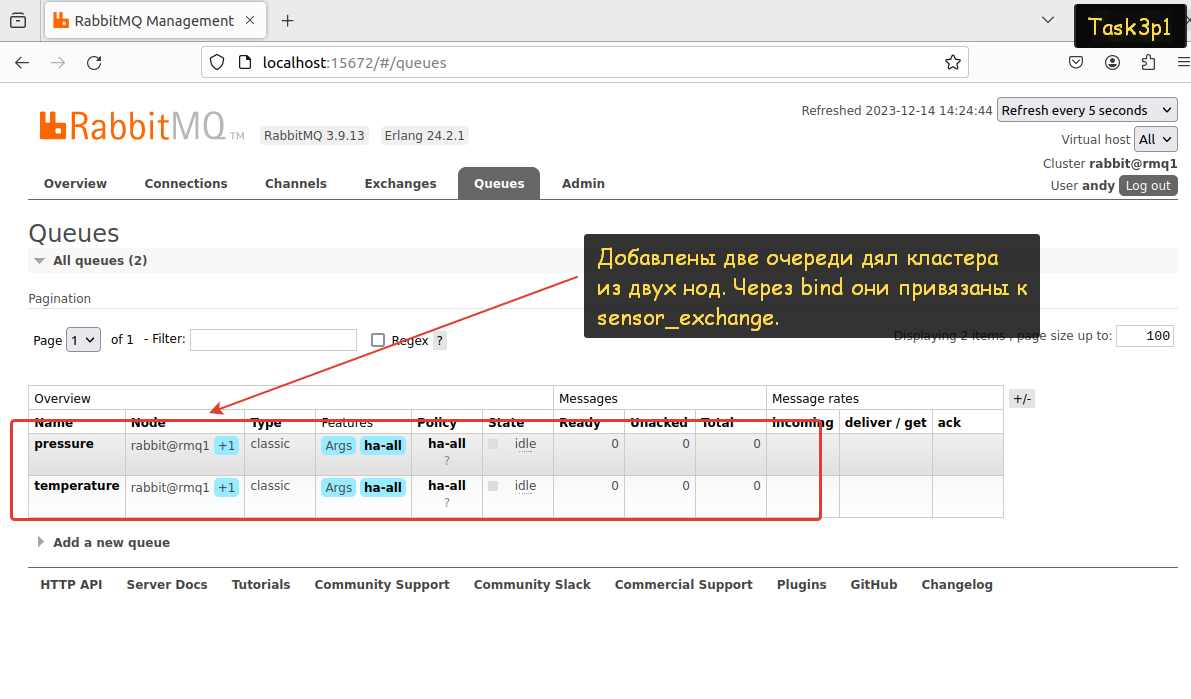 RabbitMQ Management
Task3p1
localhost:15672/#/queues
RabbitMQ TM
RabbitMQ 3.9.13
Erlang 24.2.1
Refreshed 2023-12-14 14:24:44 Refresh every 5 seconds
Virtual host All
Cluster rabbit@rmq1
User andy Log out
Overview Connections Channels Exchanges Queues Admin
Queues
All queues (2)
Добавлены две очереди дял кластера
из двух нод. Через bind они привязаны к
sensor_exchange.
Pagination
Page 1 of 1 - Filter: Regex ? Displaying 2 items , page size up to: 100
Overview Messages Message rates +/-
Name Node Type Features Policy State Ready Unacked Total incoming deliver / get ack
pressure rabbit@rmq1 +1 classic Args ha-all ha-all idle 0 0 0
?
temperature rabbit@rmq1 +1 classic Args ha-all ha-all idle 0 0 0
?
Add a new queue
HTTP API Server Docs Tutorials Community Support Community Slack Commercial Support Plugins GitHub Changelog